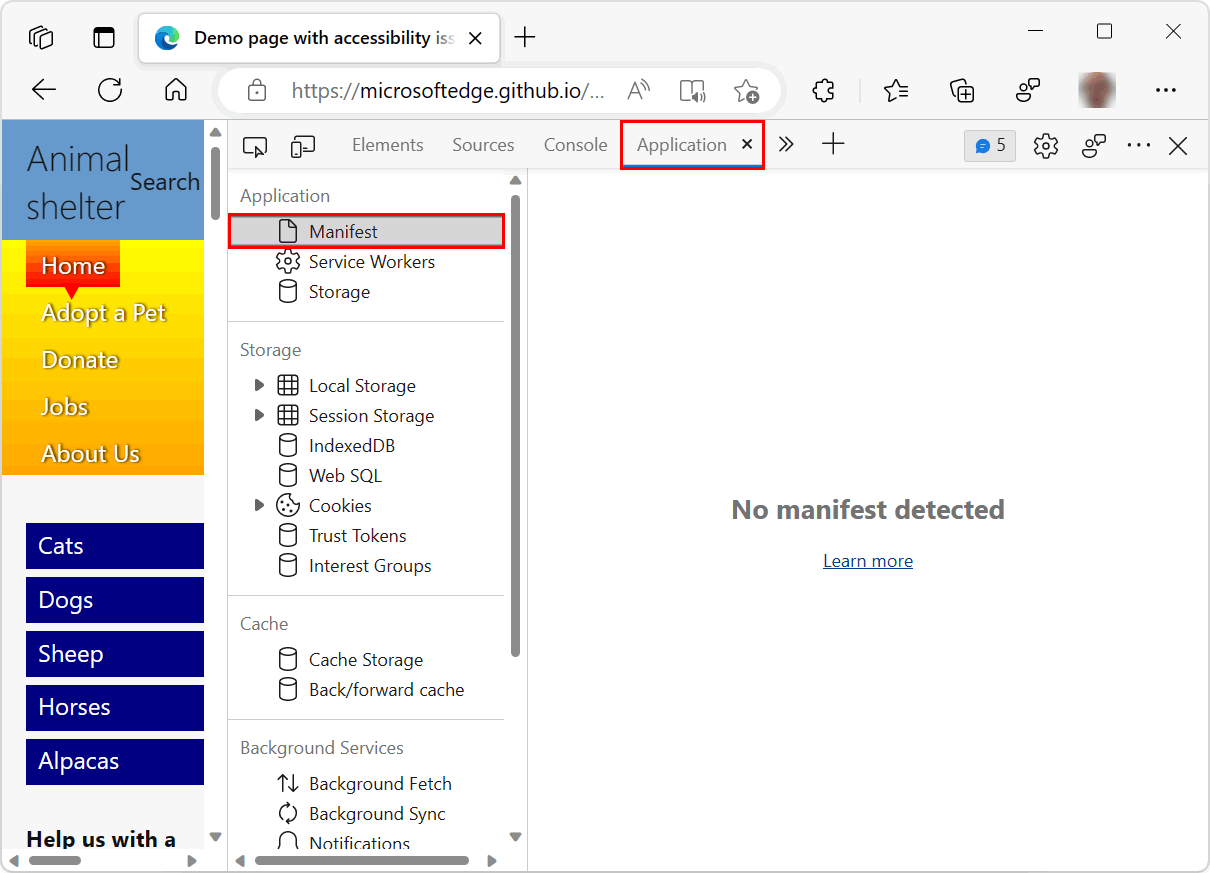 Demo page with accessibility iss
https://microsoftedge.github.io/...
Animal
shelter
Search
Home
Adopt a Pet
Donate
Jobs
About Us
Cats
Dogs
Sheep
Horses
Alpacas
Help us with a
Elements Sources Console Application 5
Application
Manifest
Service Workers
Storage
Storage
Local Storage
Session Storage
IndexedDB
Web SQL
Cookies
Trust Tokens
Interest Groups
Cache
Cache Storage
Back/forward cache
Background Services
Background Fetch
Background Sync
Notifications
No manifest detected
Learn more